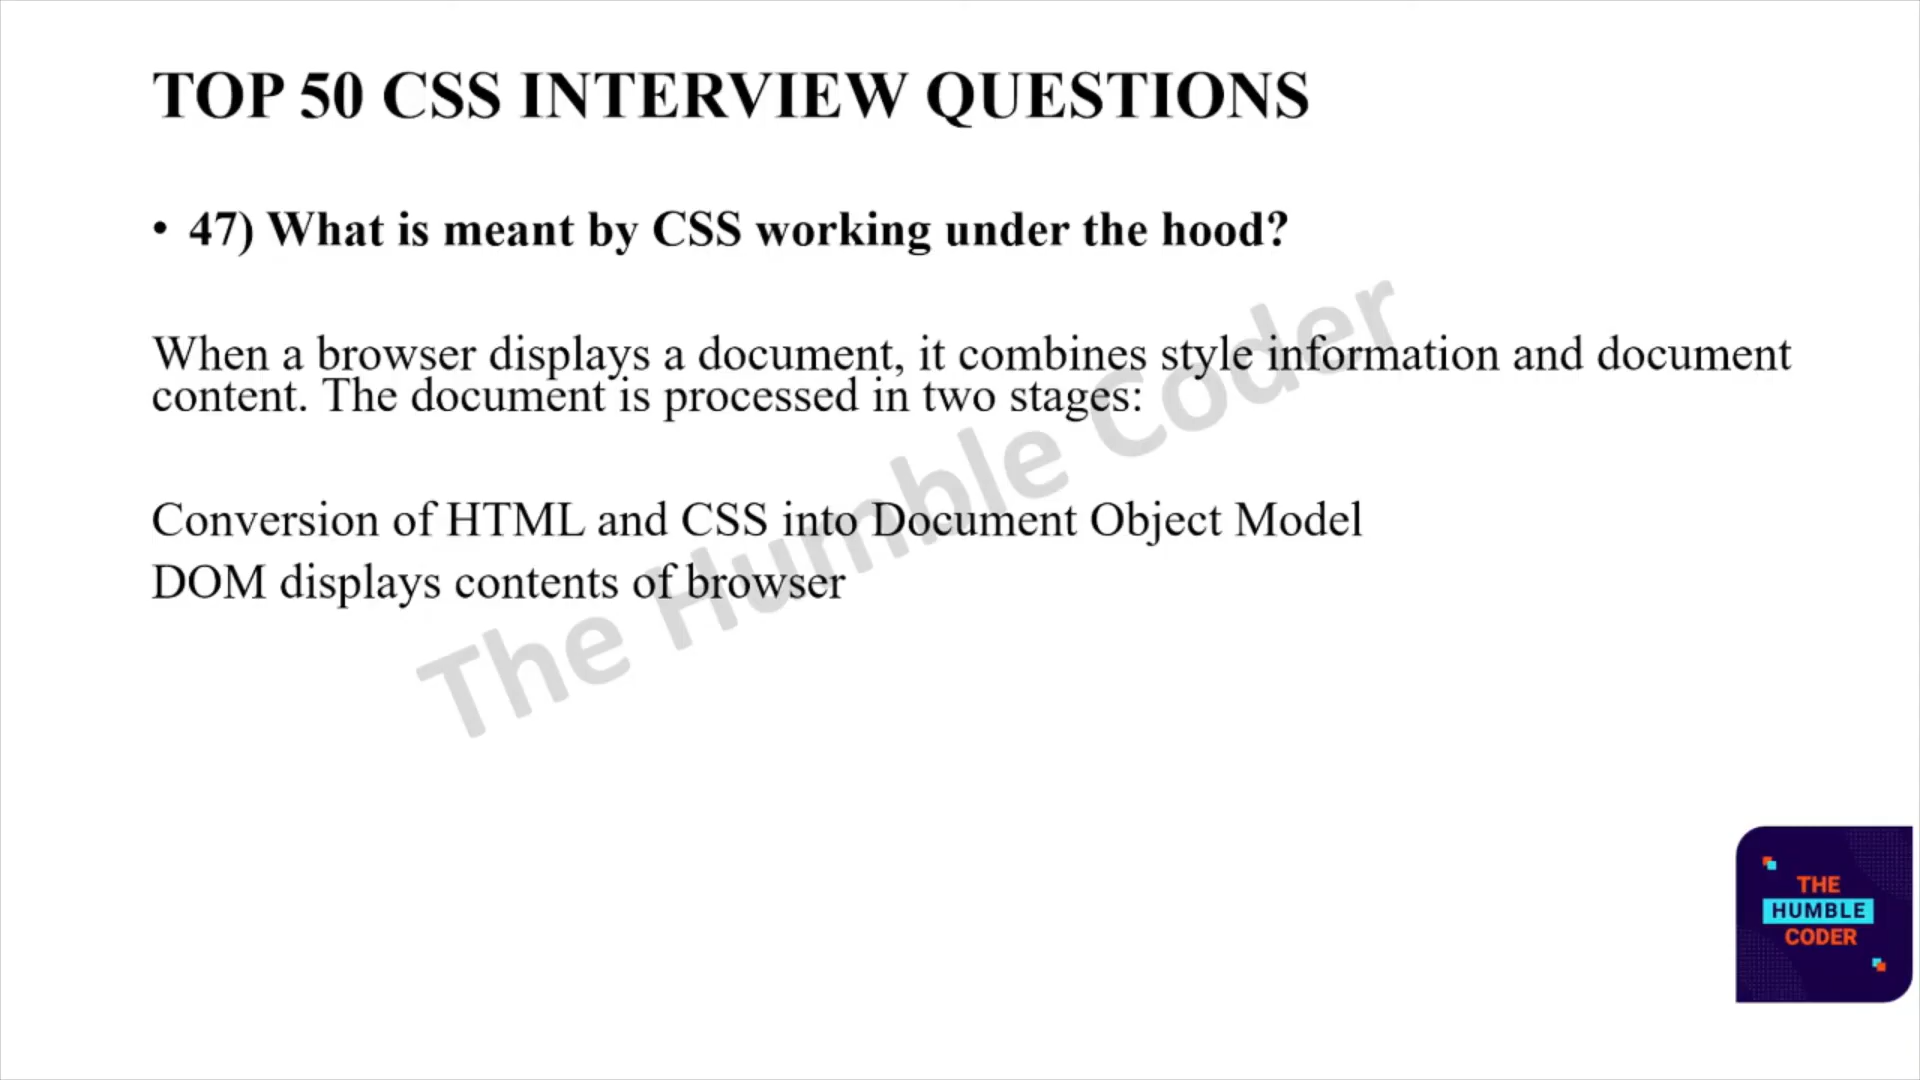 TOP 50 CSS INTERVIEW QUESTIONS
• 47) What is meant by CSS working under the hood?
When a browser displays a document, it combines style information and document
content. The document is processed in two stages:
Conversion of HTML and CSS into Document Object Model
DOM displays contents of browser
The Humble Coder
THE
HUMBLE
CODER